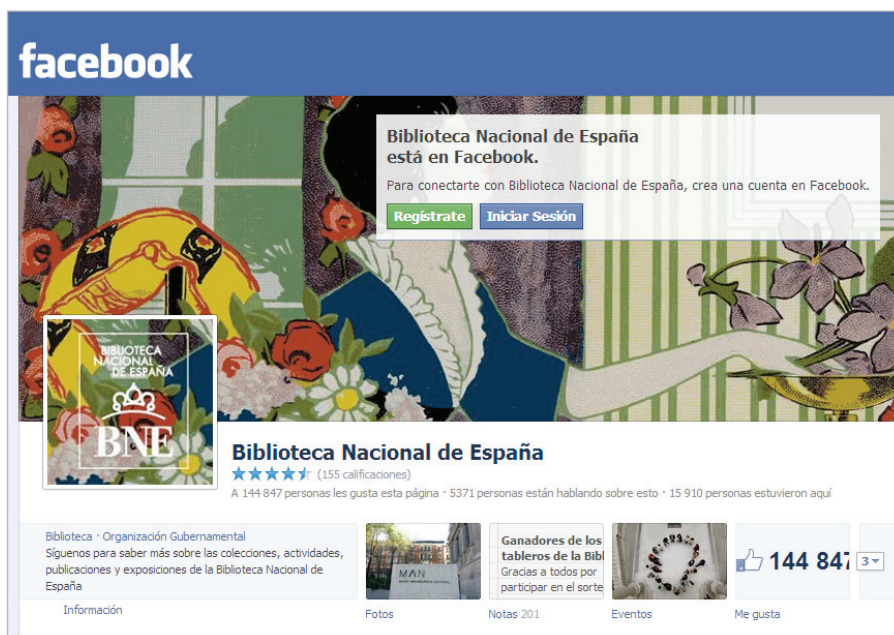 facebook
Biblioteca Nacional de España
está en Facebook.
Para conectarte con Biblioteca Nacional de España, crea una cuenta en Facebook.
Regístrate Iniciar Sesión
BIBLIOTECA
NACIONAL
DE ESPAÑA
BNE
Biblioteca Nacional de España
(155 calificaciones)
A 144 847 personas les gusta esta página · 5371 personas están hablando sobre esto · 15 910 personas estuvieron aquí
Biblioteca · Organización Gubernamental
Síguenos para saber más sobre las colecciones, actividades,
publicaciones y exposiciones de la Biblioteca Nacional de
España
Información
MAN
Fotos
Ganadores de los
tableros de la Bibl
Gracias a todos por
participar en el sorte
Notas 201
Eventos
144 847
3
Me gusta